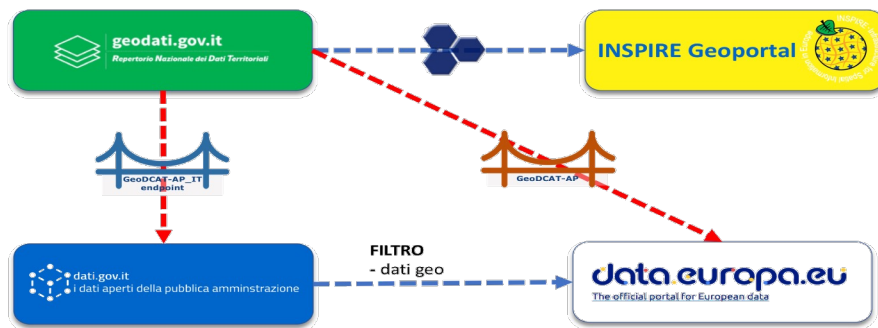 geodati.gov.it
Repertorio Nazionale dei Dati Territoriali
INSPIRE Geoportal
GeoDCAT-AP_IT
endpoint
GeoDCAT-AP
dati.gov.it
i dati aperti della pubblica amminstrazione
FILTRO
- dati geo
data.europa.eu
The official portal for European data